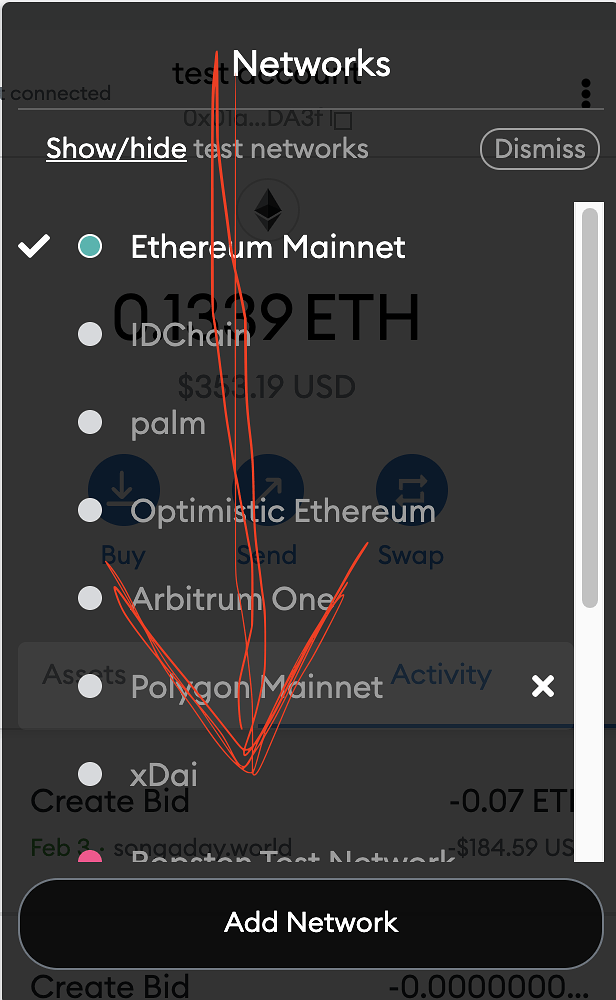 Networks
test account
t connected
0x01a...DA3f
Show/hide test networks
Dismiss
Ethereum Mainnet
0.1339 ETH
IDChain
$353.19 USD
palm
Optimistic Ethereum
Buy
Send
Swap
Arbitrum One
Assets
Activity
Polygon Mainnet
xDai
Create Bid
-0.07 ETH
Feb 3 · songaday.world
-$184.59 US
Ropsten Test Network
Add Network
Create Bid
-0.0000000...